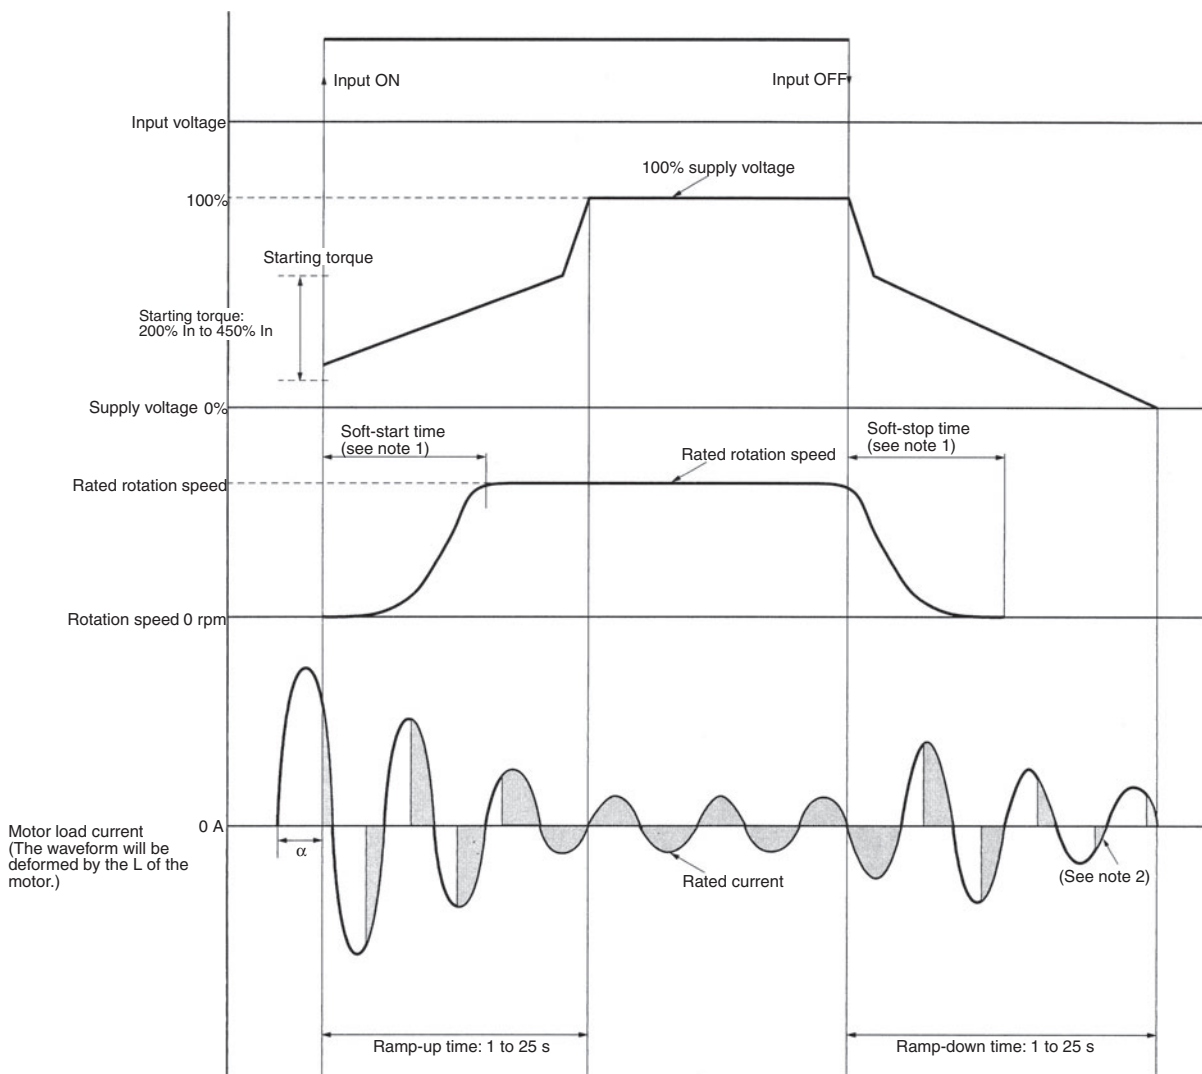 Input ON
Input OFF
Input voltage
100% supply voltage
100%
Starting torque
Starting torque:
200% In to 450% In
Supply voltage 0%
Soft-start time
(see note 1)
Soft-stop time
(see note 1)
Rated rotation speed
Rated rotation speed
Rotation speed 0 rpm
0 A
Motor load current
(The waveform will be
deformed by the L of the
motor.)
α
Rated current
(See note 2)
Ramp-up time: 1 to 25 s
Ramp-down time: 1 to 25 s